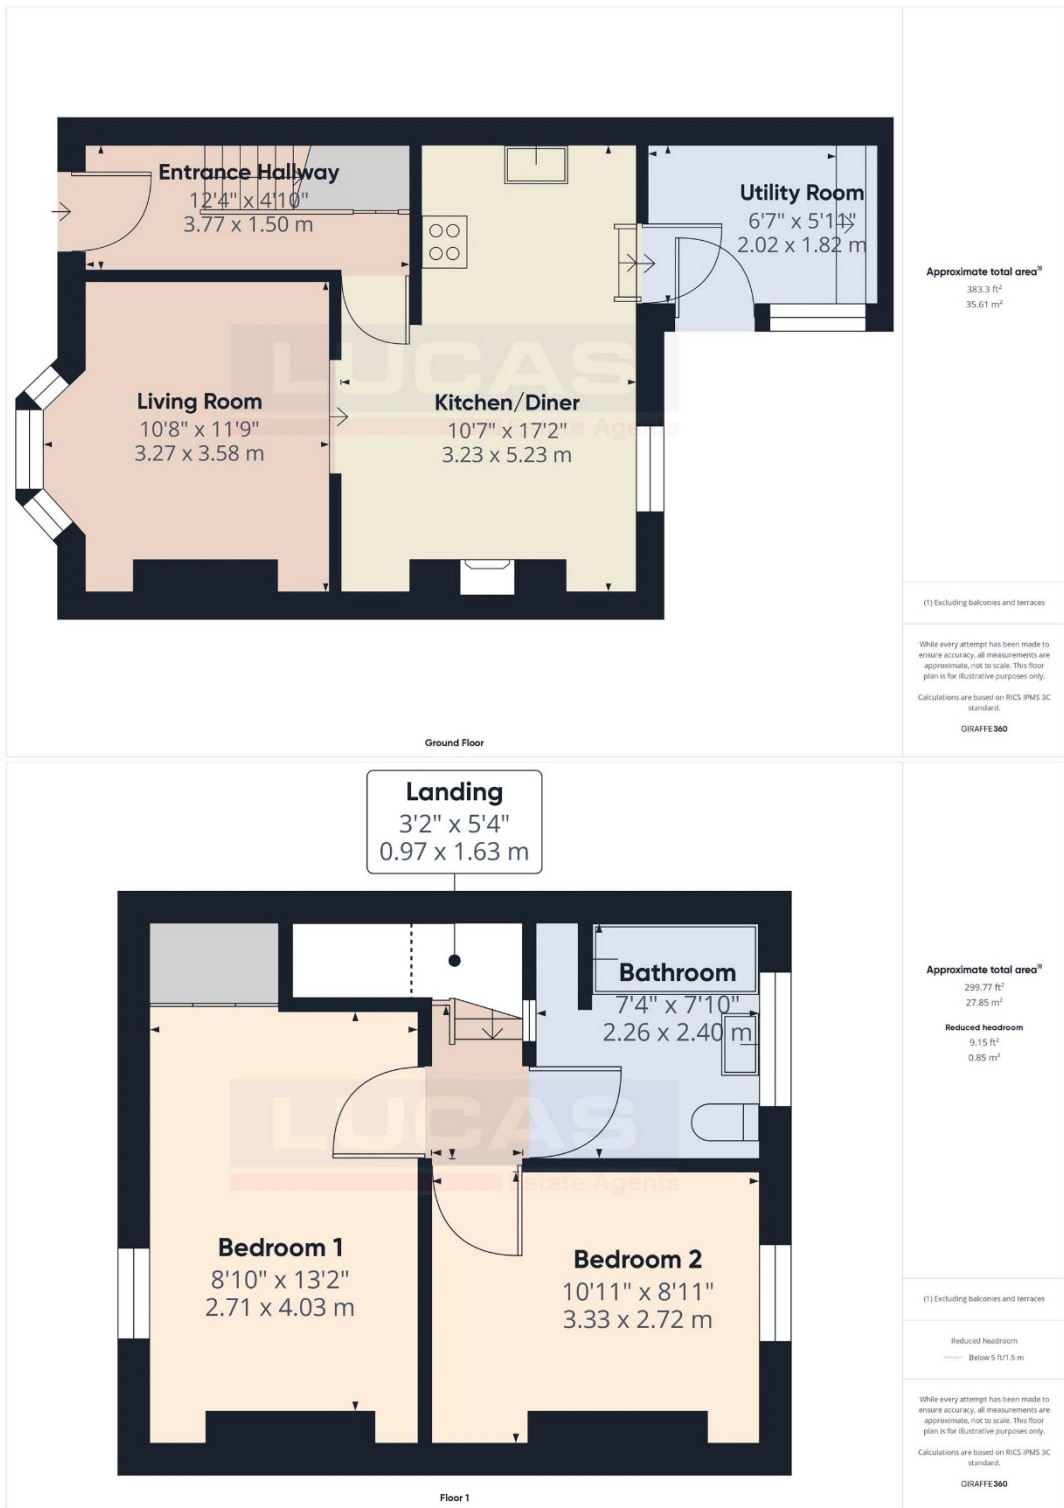 Entrance Hallway
12'4" x 4'10"
3.77 x 1.50 m
Utility Room
6'7" x 5'11"
2.02 x 1.82 m
Living Room
10'8" x 11'9"
3.27 x 3.58 m
Kitchen/Diner
10'7" x 17'2"
3.23 x 5.23 m
LUCAS
Estate Agents
Ground Floor
Approximate total area(1)
383.3 ft²
35.61 m²
(1) Excluding balconies and terraces
While every attempt has been made to
ensure accuracy, all measurements are
approximate, not to scale. This floor
plan is for illustrative purposes only.
Calculations are based on RICS IPMS 3C
standard.
GIRAFFE360
Landing
3'2" x 5'4"
0.97 x 1.63 m
Bathroom
7'4" x 7'10"
2.26 x 2.40 m
LUCAS
Estate Agents
Bedroom 1
8'10" x 13'2"
2.71 x 4.03 m
Bedroom 2
10'11" x 8'11"
3.33 x 2.72 m
Floor 1
Approximate total area(1)
299.77 ft²
27.85 m²
Reduced headroom
9.15 ft²
0.85 m²
(1) Excluding balconies and terraces
Reduced headroom
Below 5 ft/1.5 m
While every attempt has been made to
ensure accuracy, all measurements are
approximate, not to scale. This floor
plan is for illustrative purposes only.
Calculations are based on RICS IPMS 3C
standard.
GIRAFFE360